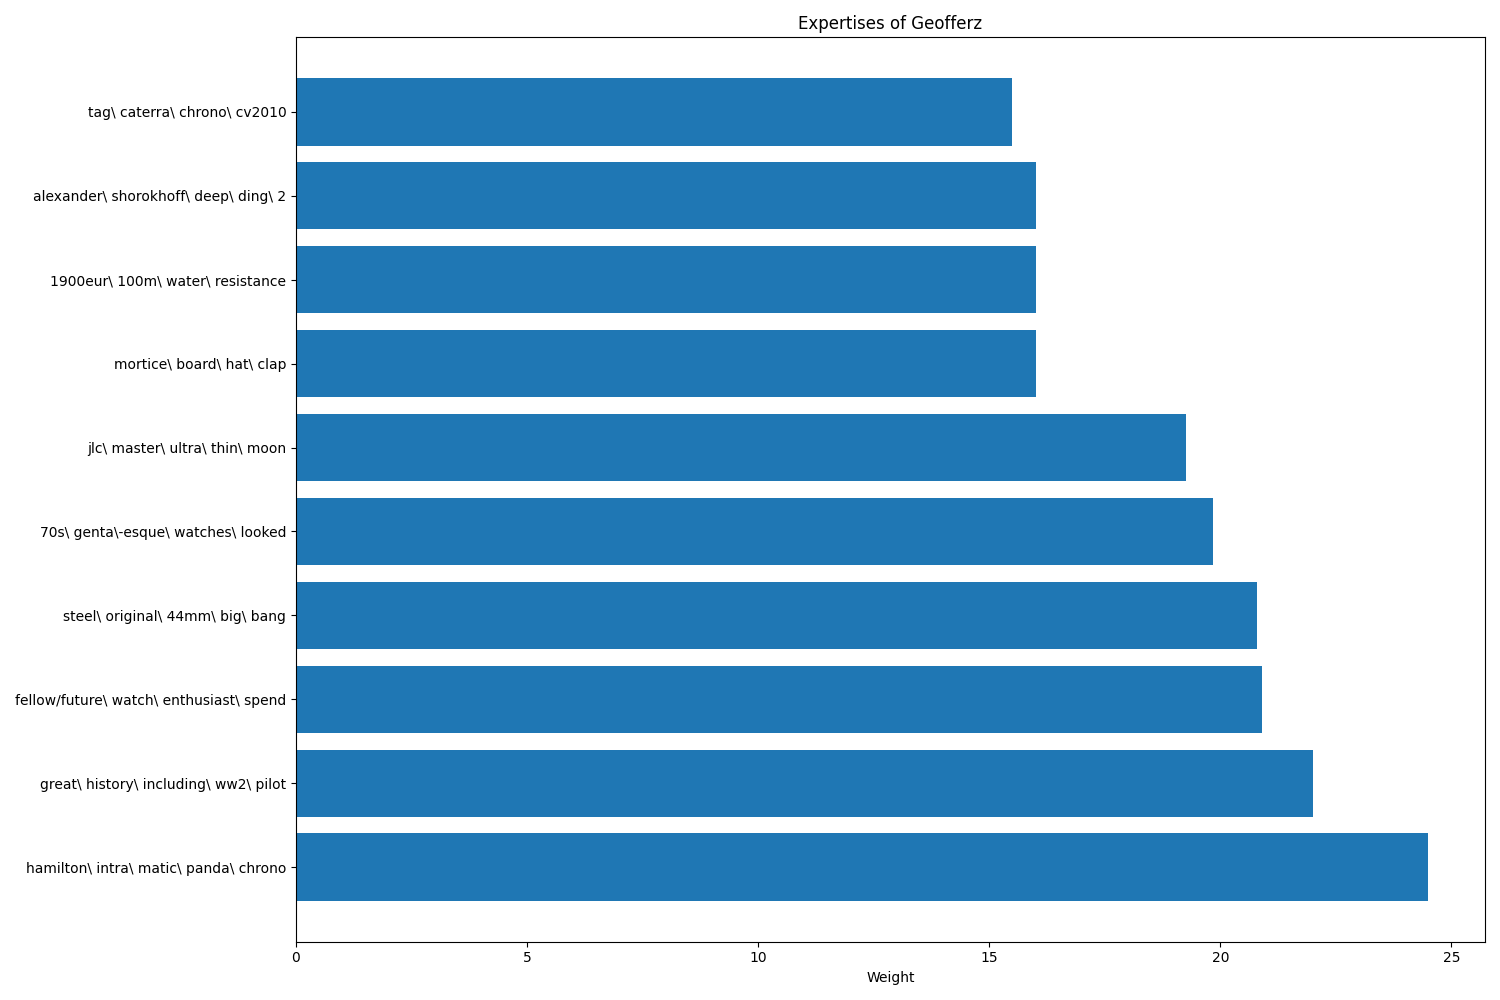 Expertises of Geofferz
tag\ caterra\ chrono\ cv2010
alexander\ shorokhoff\ deep\ ding\ 2
1900eur\ 100m\ water\ resistance
mortice\ board\ hat\ clap
jlc\ master\ ultra\ thin\ moon
70s\ genta\-esque\ watches\ looked
steel\ original\ 44mm\ big\ bang
fellow/future\ watch\ enthusiast\ spend
great\ history\ including\ ww2\ pilot
hamilton\ intra\ matic\ panda\ chrono
0 5 10 15 20 25
Weight